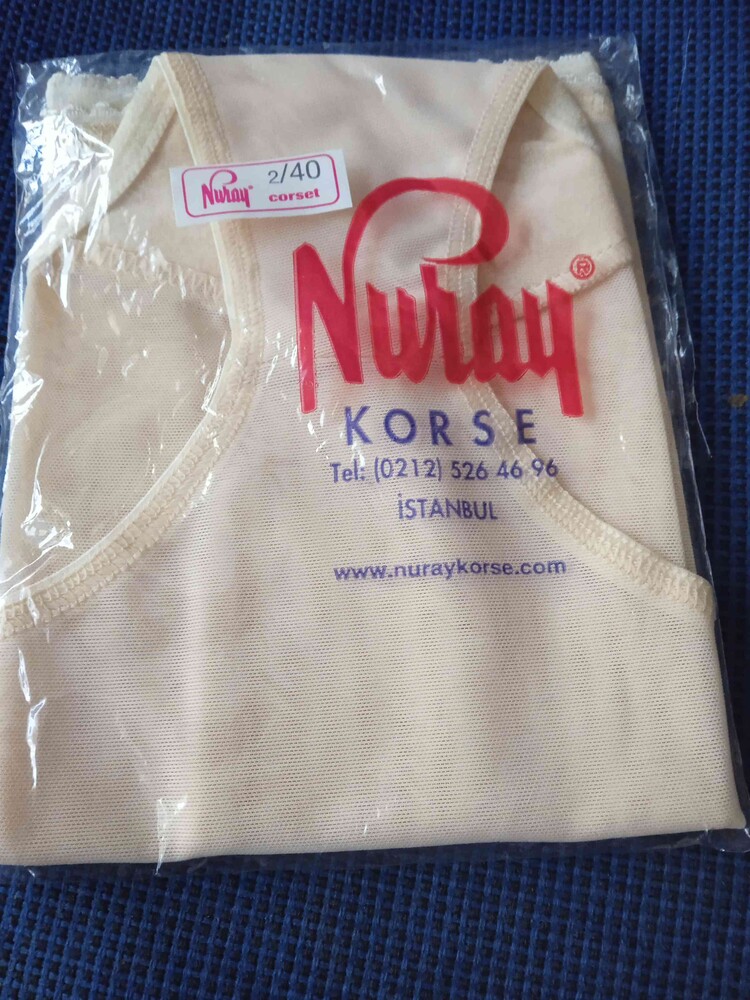 2/40
Nuray®
corset
Nuray®
KORSE
Tel: (0212) 526 46 96
İSTANBUL
www.nuraykorse.com